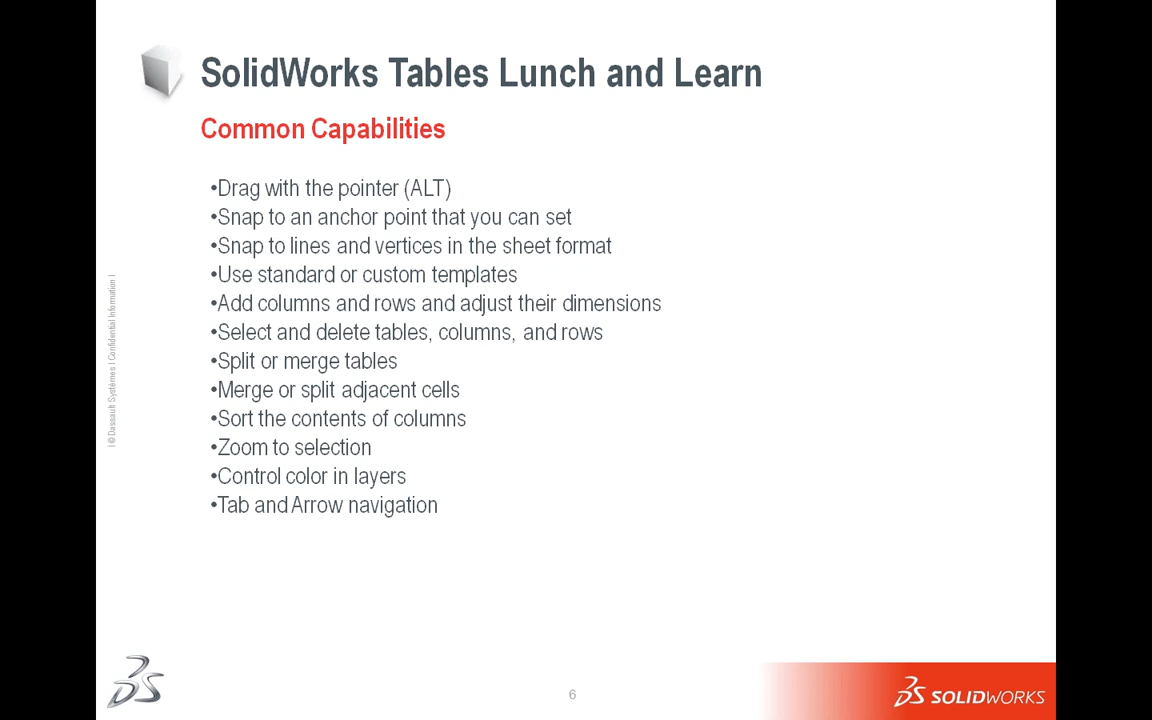 SolidWorks Tables Lunch and Learn
Common Capabilities
•Drag with the pointer (ALT)
•Snap to an anchor point that you can set
•Snap to lines and vertices in the sheet format
•Use standard or custom templates
•Add columns and rows and adjust their dimensions
•Select and delete tables, columns, and rows
•Split or merge tables
•Merge or split adjacent cells
•Sort the contents of columns
•Zoom to selection
•Control color in layers
•Tab and Arrow navigation
I © Dassault Systèmes I Confidential Information I
6
SOLIDWORKS